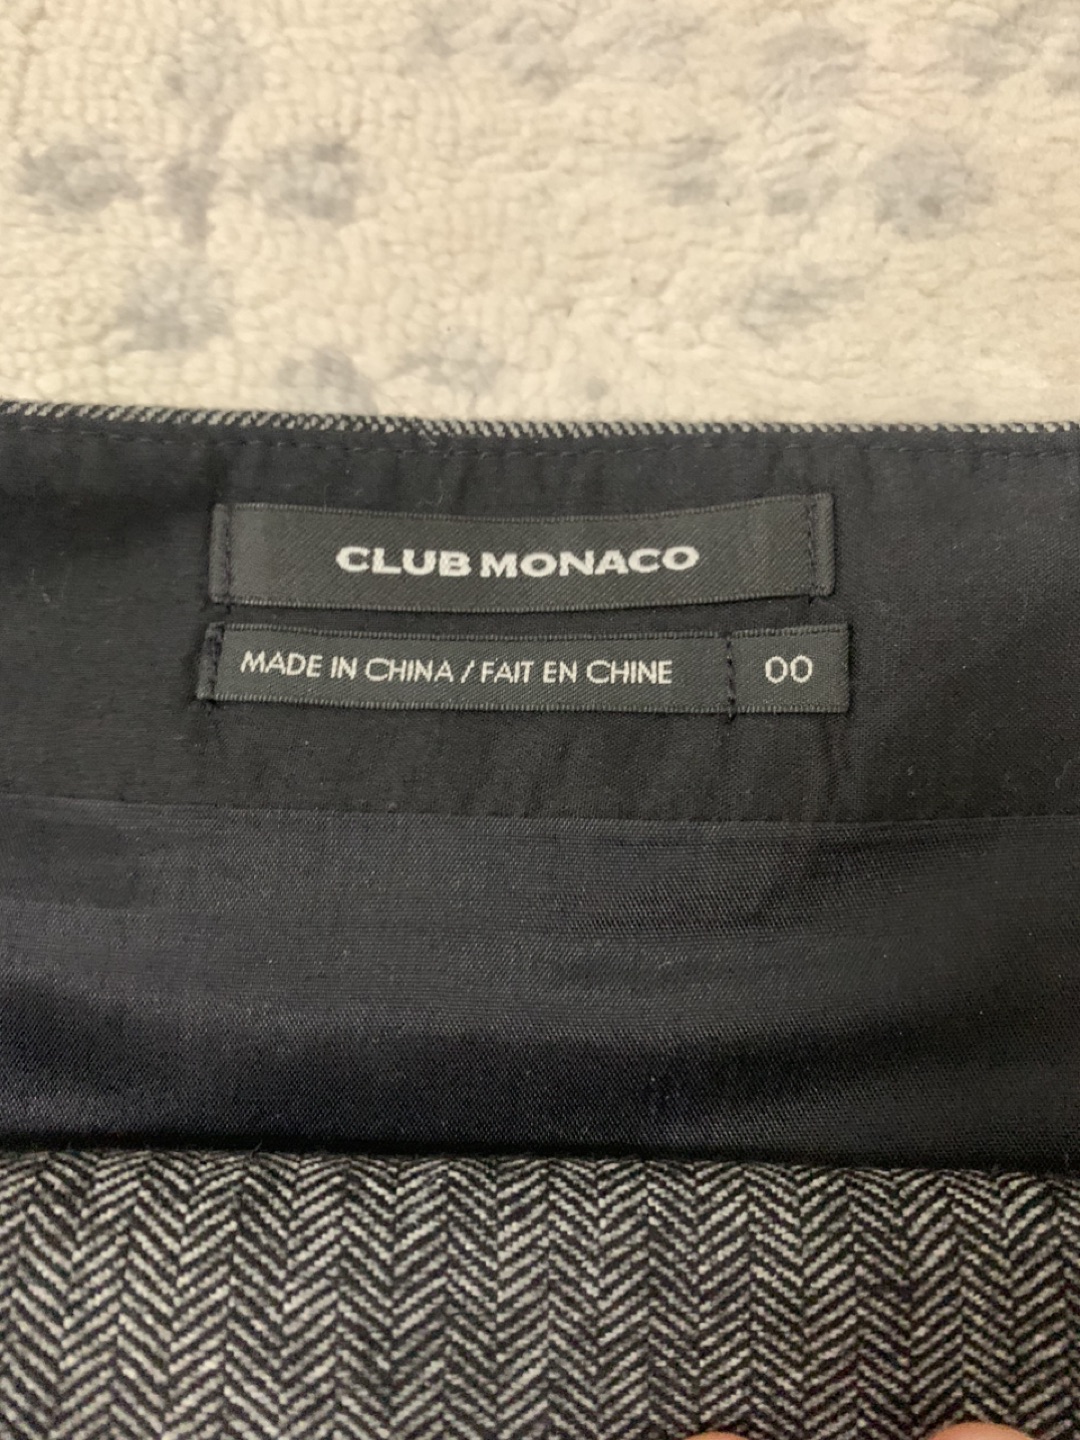 CLUB MONACO
MADE IN CHINA / FAIT EN CHINE 00